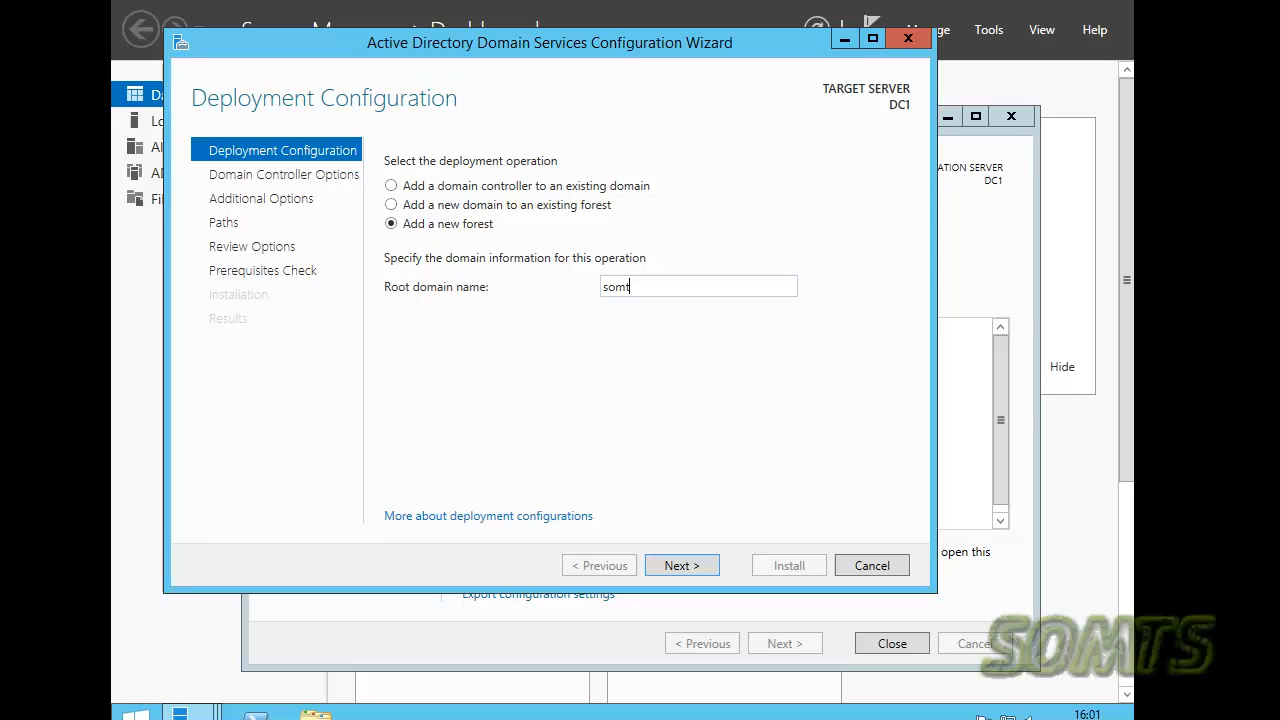 Manage Tools View Help
Active Directory Domain Services Configuration Wizard
Deployment Configuration
TARGET SERVER
DC1
Deployment Configuration
Domain Controller Options
Additional Options
Paths
Review Options
Prerequisites Check
Installation
Results
Select the deployment operation
Add a domain controller to an existing domain
Add a new domain to an existing forest
Add a new forest
Specify the domain information for this operation
Root domain name: somt
More about deployment configurations
< Previous Next > Install Cancel
DC1
Hide
open this
Export configuration settings
< Previous Next > Close Cancel
SOMTS
16:01